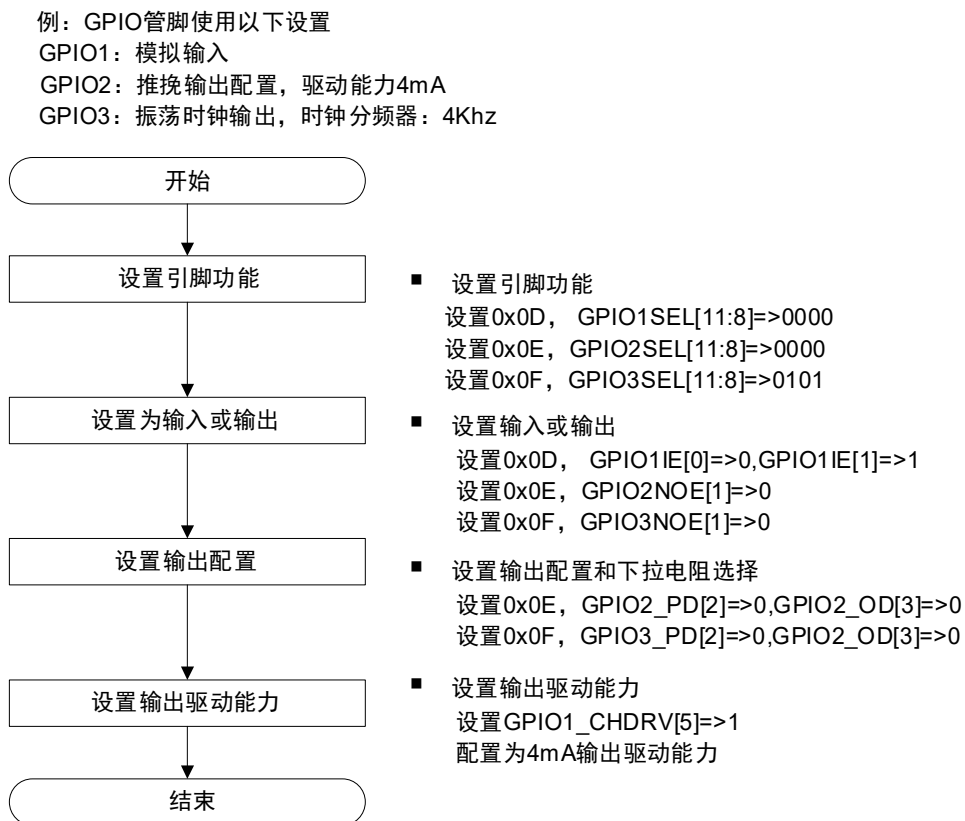 例：GPIO管脚使用以下设置
GPIO1：模拟输入
GPIO2：推挽输出配置，驱动能力4mA
GPIO3：振荡时钟输出，时钟分频器：4Khz
开始
设置引脚功能
■ 设置引脚功能
设置0x0D， GPIO1SEL[11:8]=>0000
设置0x0E，GPIO2SEL[11:8]=>0000
设置0x0F，GPIO3SEL[11:8]=>0101
设置为输入或输出
■ 设置输入或输出
设置0x0D， GPIO1IE[0]=>0,GPIO1IE[1]=>1
设置0x0E，GPIO2NOE[1]=>0
设置0x0F，GPIO3NOE[1]=>0
设置输出配置
■ 设置输出配置和下拉电阻选择
设置0x0E，GPIO2_PD[2]=>0,GPIO2_OD[3]=>0
设置0x0F，GPIO3_PD[2]=>0,GPIO2_OD[3]=>0
设置输出驱动能力
■ 设置输出驱动能力
设置GPIO1_CHDRV[5]=>1
配置为4mA输出驱动能力
结束